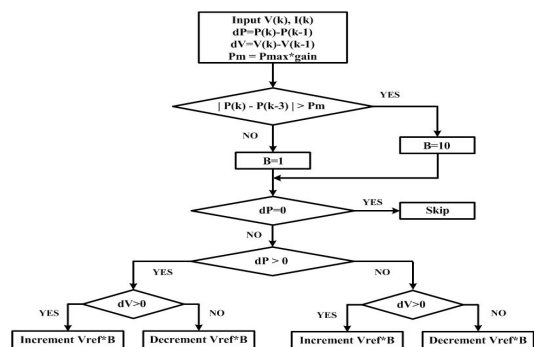 Input V(k), I(k)
dP=P(k)-P(k-1)
dV=V(k)-V(k-1)
Pm = Pmax*gain
| P(k) - P(k-3) | > Pm
YES
NO
B=10
B=1
dP=0
YES
Skip
NO
dP > 0
YES
NO
dV>0
dV>0
YES
NO
YES
NO
Increment Vref*B
Decrement Vref*B
Increment Vref*B
Decrement Vref*B